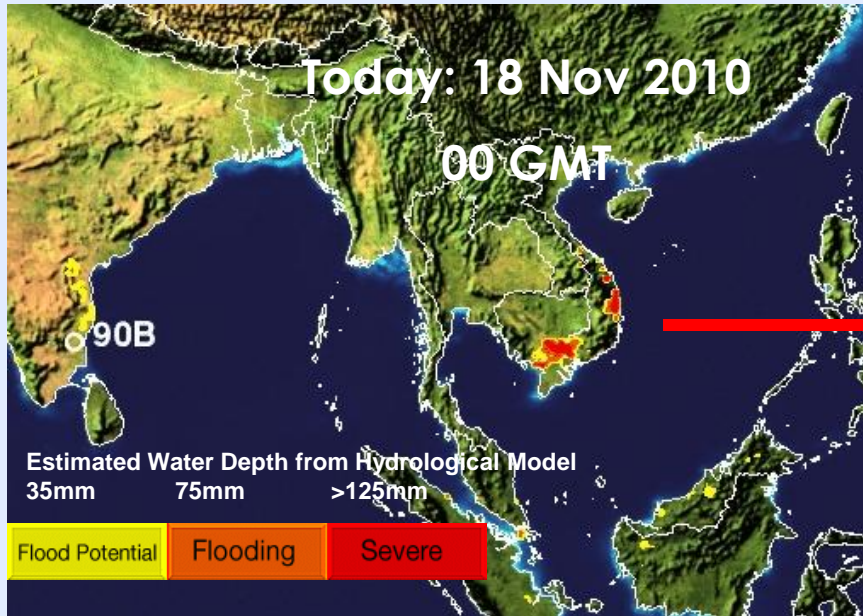 Today: 18 Nov 2010
00 GMT
90B
Estimated Water Depth from Hydrological Model
35mm 75mm >125mm
Flood Potential Flooding Severe